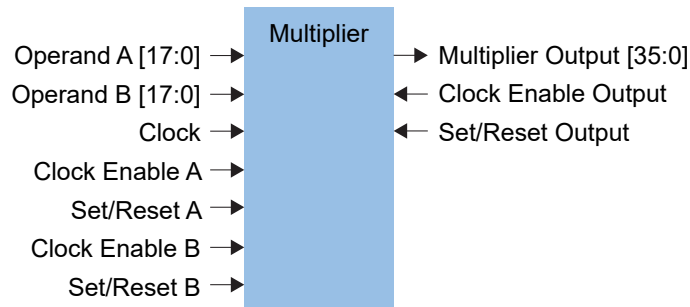 Multiplier
Operand A [17:0]
Operand B [17:0]
Clock
Clock Enable A
Set/Reset A
Clock Enable B
Set/Reset B
Multiplier Output [35:0]
Clock Enable Output
Set/Reset Output